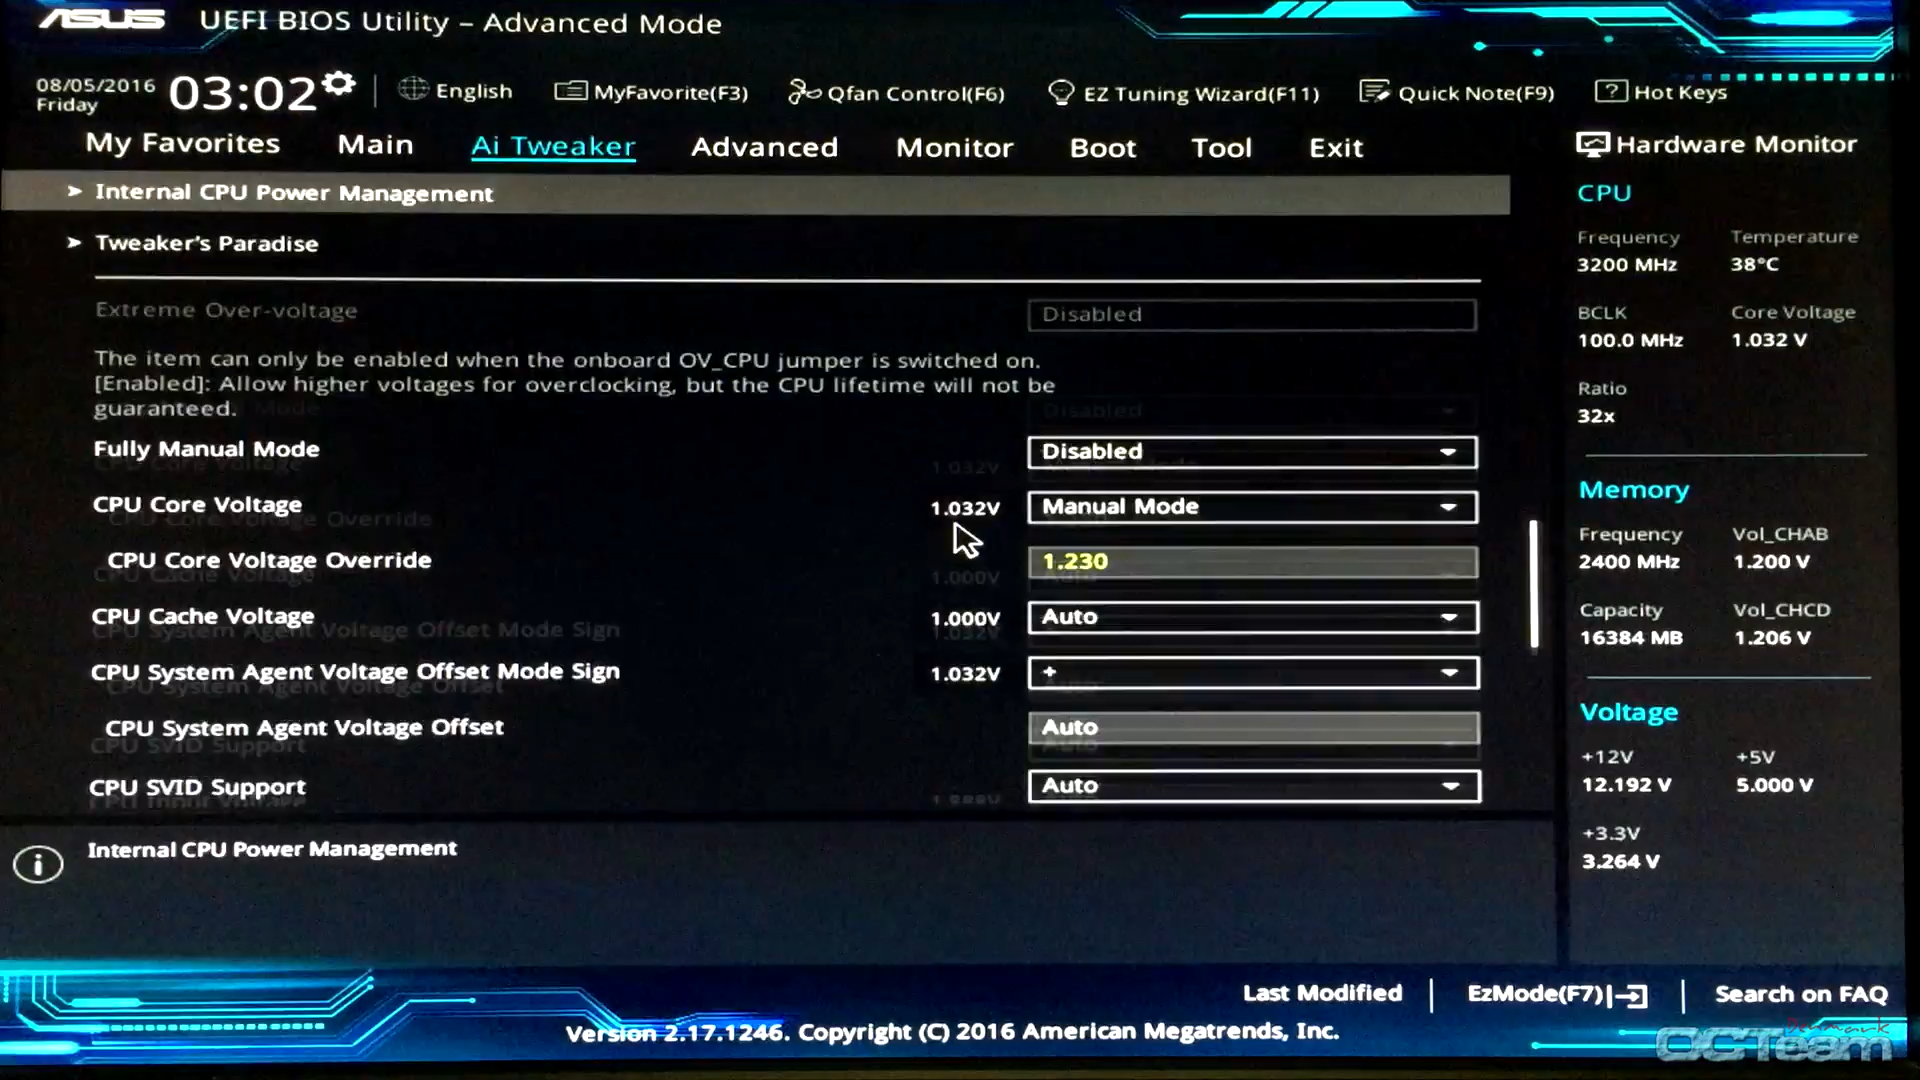 ASUS UEFI BIOS Utility – Advanced Mode
08/05/2016 Friday 03:02 English MyFavorite(F3) Qfan Control(F6) EZ Tuning Wizard(F11) Quick Note(F9) ? Hot Keys
My Favorites Main Ai Tweaker Advanced Monitor Boot Tool Exit
> Internal CPU Power Management
> Tweaker's Paradise
Extreme Over-voltage Disabled
The item can only be enabled when the onboard OV_CPU jumper is switched on.
[Enabled]: Allow higher voltages for overclocking, but the CPU lifetime will not be
guaranteed.
Fully Manual Mode Disabled
CPU Core Voltage 1.032V Manual Mode
CPU Core Voltage Override 1.230
CPU Cache Voltage 1.000V Auto
CPU System Agent Voltage Offset Mode Sign 1.032V +
CPU System Agent Voltage Offset Auto
CPU SVID Support Auto
Internal CPU Power Management
Hardware Monitor
CPU
Frequency Temperature
3200 MHz 38°C
BCLK Core Voltage
100.0 MHz 1.032 V
Ratio
32x
Memory
Frequency Vol_CHAB
2400 MHz 1.200 V
Capacity Vol_CHCD
16384 MB 1.206 V
Voltage
+12V +5V
12.192 V 5.000 V
+3.3V
3.264 V
Last Modified EzMode(F7) Search on FAQ
Version 2.17.1246. Copyright (C) 2016 American Megatrends, Inc.
Denmark
OCTeam